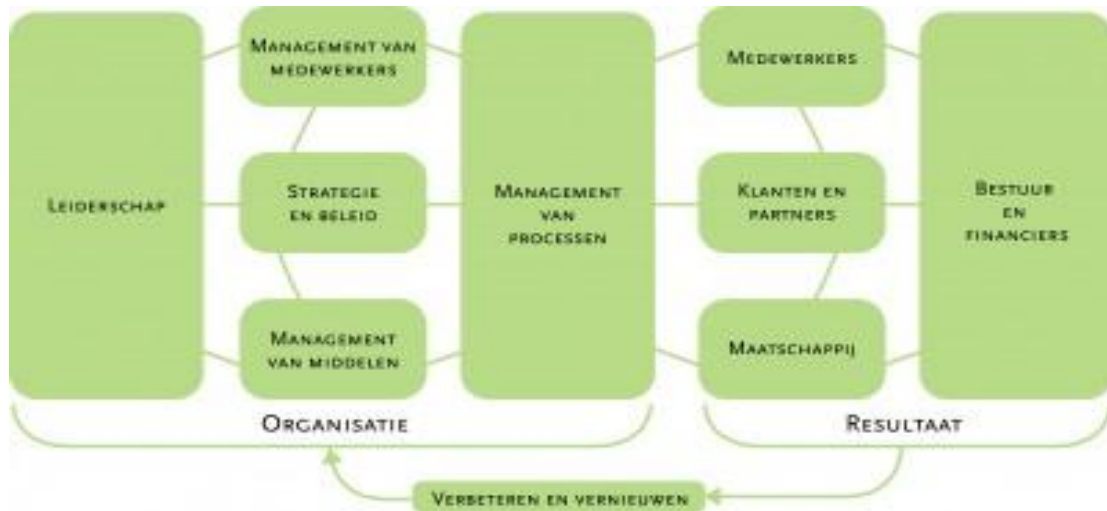 Leiderschap
Management van
medewerkers
Strategie
en beleid
Management
van middelen
Management
van
processen
Medewerkers
Klanten en
partners
Maatschappij
Bestuur
en
financiers
Organisatie
Resultaat
Verbeteren en vernieuwen